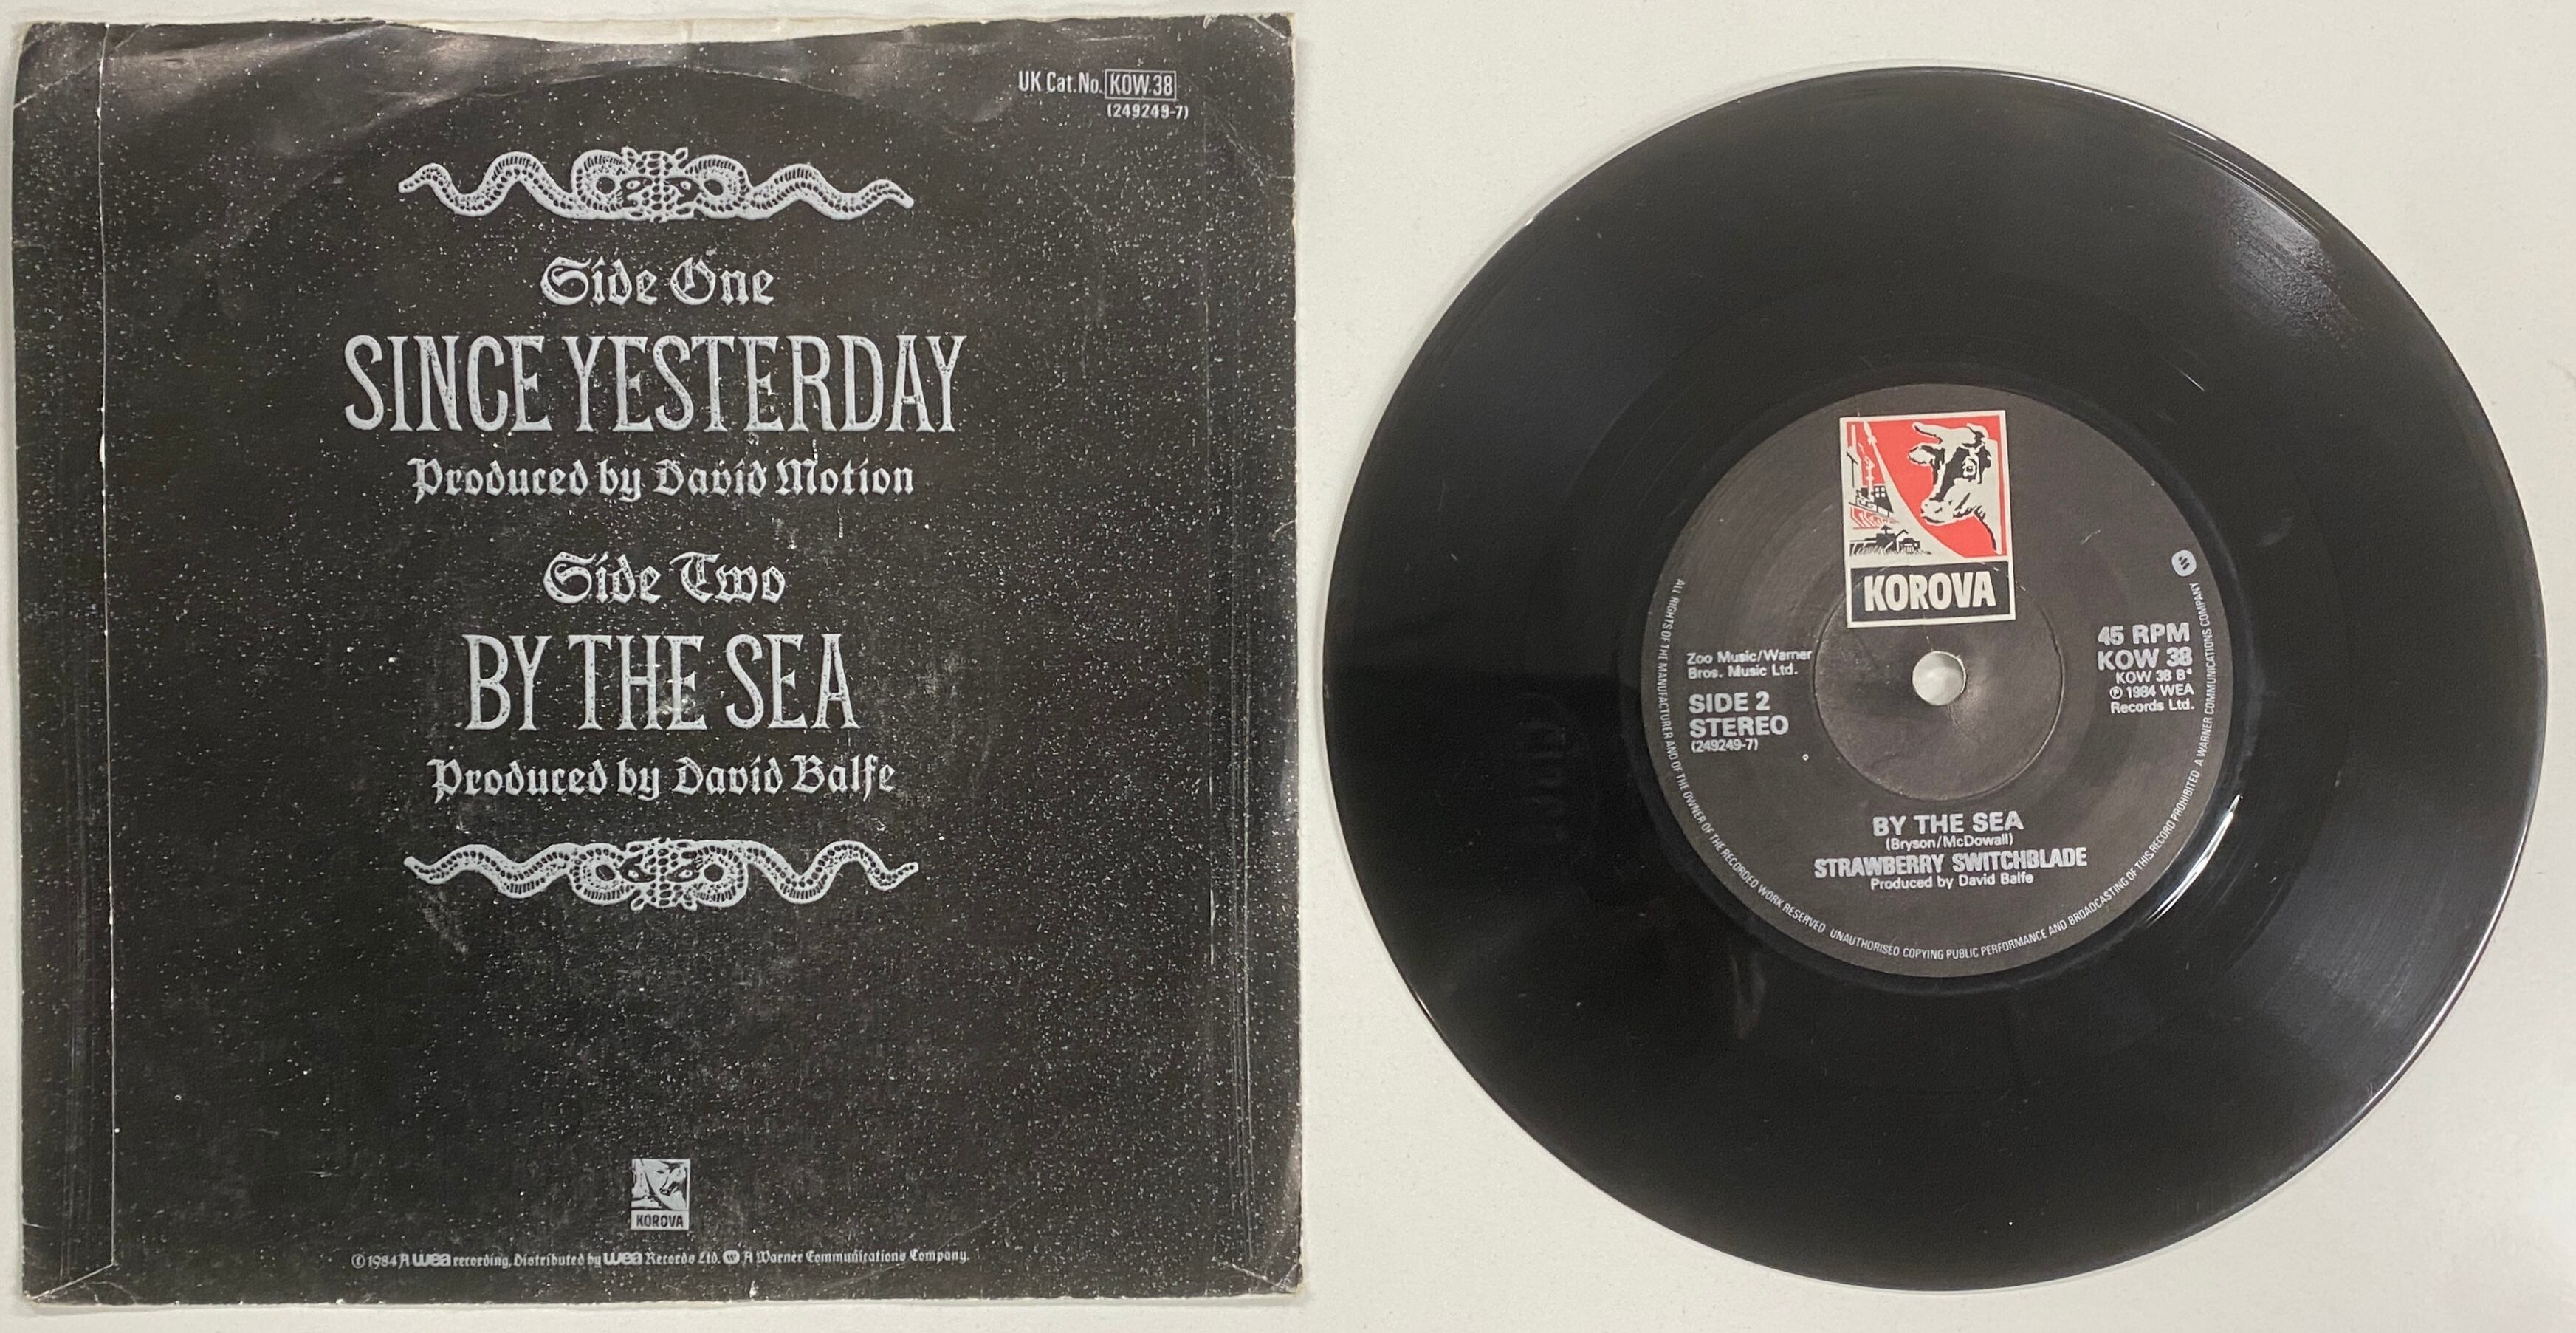 UK Cat.No. KOW 38
(249249-7)
Side One
SINCE YESTERDAY
Produced by David Motion
Side Two
BY THE SEA
Produced by David Balfe
KOROVA
©1984 A wea recording, Distributed by wea Records Ltd. A Warner Communications Company.
KOROVA
Zoo Music/Warner
Bros. Music Ltd.
SIDE 2
STEREO
(249249-7)
45 RPM
KOW 38
KOW 38 B*
℗ 1984 WEA
Records Ltd.
BY THE SEA
(Bryson/McDowall)
STRAWBERRY SWITCHBLADE
Produced by David Balfe
ALL RIGHTS OF THE MANUFACTURER AND OF THE OWNER OF THE RECORDED WORK RESERVED UNAUTHORISED COPYING PUBLIC PERFORMANCE AND BROADCASTING OF THIS RECORD PROHIBITED A WARNER COMMUNICATIONS COMPANY